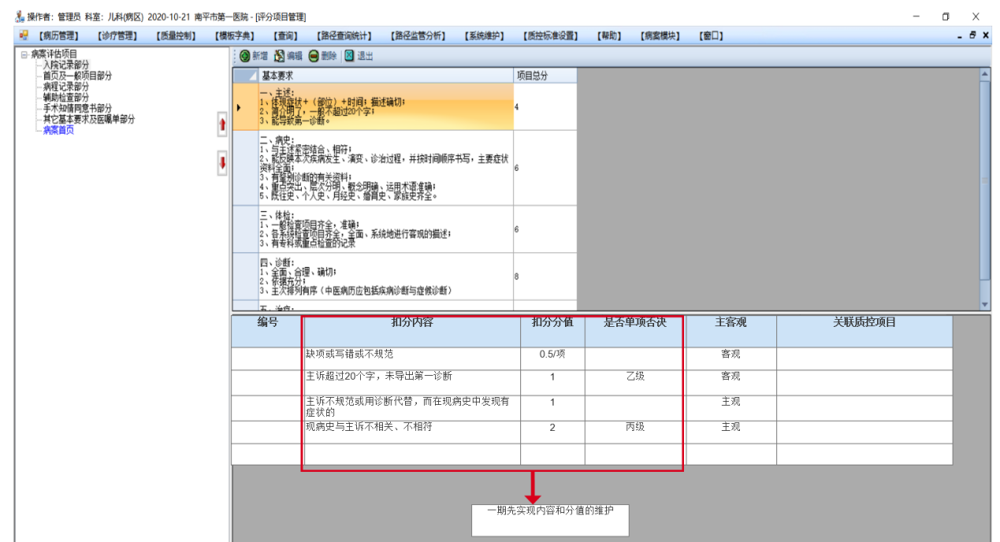 操作者: 管理员 科室: 儿科(病区) 2020-10-21 南平市第一医院 - [评分项目管理]
【病历管理】 【诊疗管理】 【质量控制】 【模板字典】 【查询】 【路径查询统计】 【路径监管分析】 【系统维护】 【质控标准设置】 【帮助】 【病案模块】 【窗口】
病案评估项目
入院记录部分
首页及一般项目部分
病程记录部分
辅助检查部分
手术知情同意书部分
其它基本要求及医嘱单部分
病案首页
新增 编辑 删除 退出
基本要求 项目总分
一、主述:
1、体现症状+（部位）+时间；描述确切；
2、简介明了，一般不超过20个字；
3、能导致第一诊断。
4
二、病史:
1、与主述紧密结合、相符；
2、能反映本次疾病发生、演变、诊治过程，并按时间顺序书写，主要症状
资料全面；
3、有鉴别诊断的有关资料；
4、重点突出、层次分明、概念明确、运用术语准确；
5、既往史、个人史、月经史、婚育史、家族史齐全。
6
三、体检:
1、一般检查项目齐全，准确；
2、各系统检查项目齐全，全面、系统地进行客观的描述；
3、有专科或重点检查的记录
6
四、诊断:
1、全面、合理、确切；
2、依据充分；
3、主次排列有序（中医病历应包括疾病诊断与症候诊断）
8
五、治疗:
编号 扣分内容 扣分分值 是否单项否决 主客观 关联质控项目
缺项或写错或不规范 0.5/项 客观
主诉超过20个字，未导出第一诊断 1 乙级 客观
主诉不规范或用诊断代替，而在现病史中发现有
症状的
1 主观
现病史与主诉不相关、不相符 2 丙级 主观
一期先实现内容和分值的维护